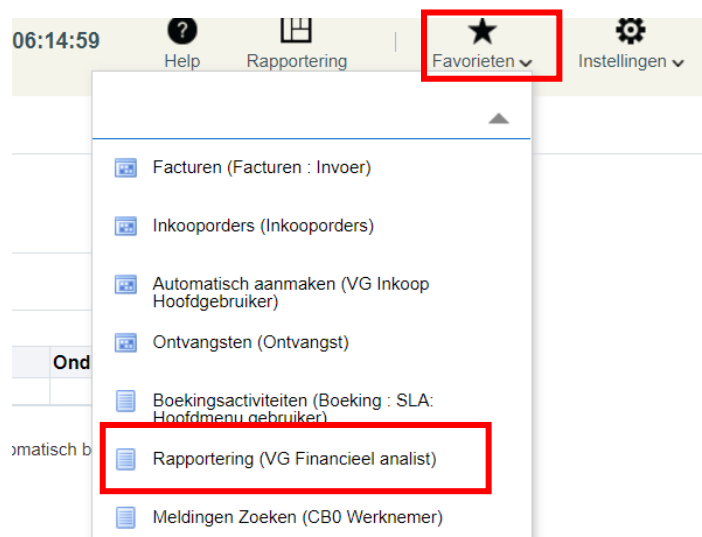 06:14:59
Help
Rapportering
Favorieten
Instellingen
Facturen (Facturen : Invoer)
Inkooporders (Inkooporders)
Automatisch aanmaken (VG Inkoop
Hoofdgebruiker)
Ontvangsten (Ontvangst)
Ond
Boekingsactiviteiten (Boeking : SLA:
Hoofdmenu gebruiker)
omatisch b
Rapportering (VG Financieel analist)
Meldingen Zoeken (CB0 Werknemer)